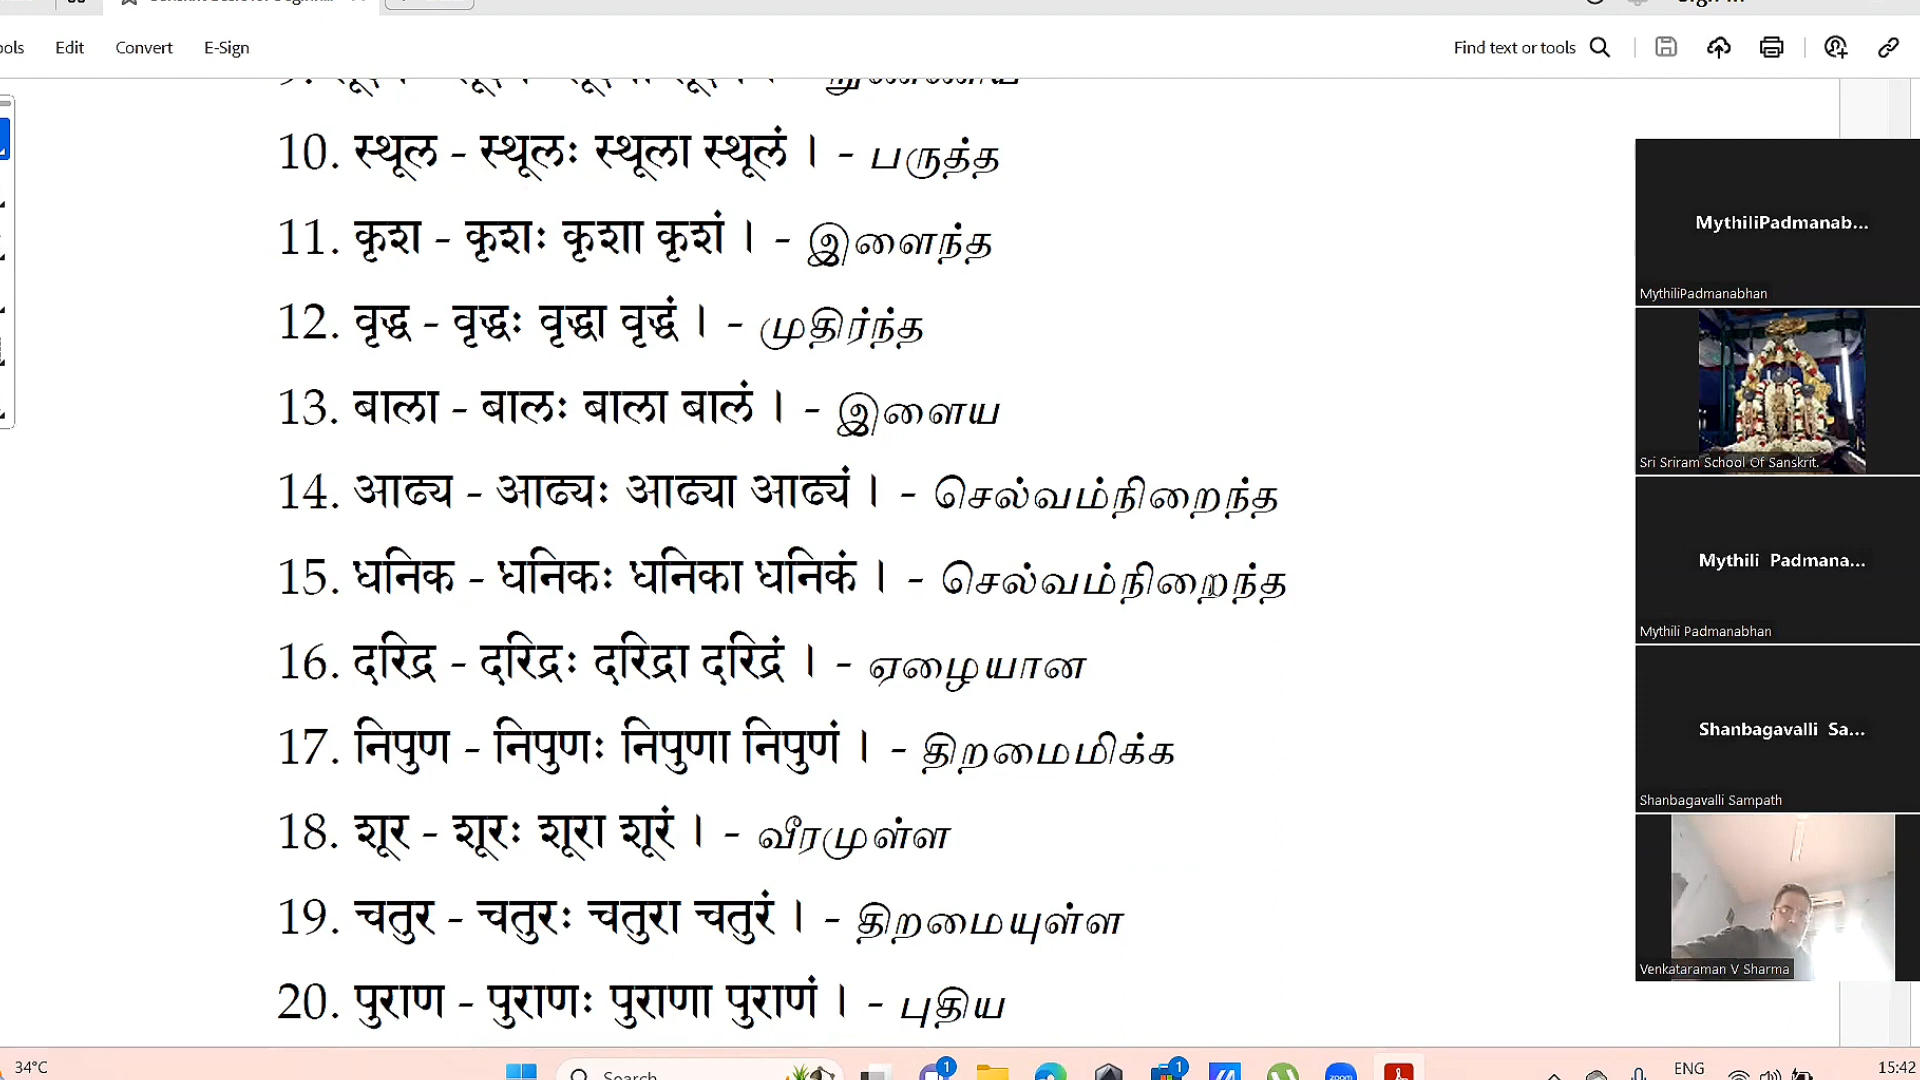 Edit Convert E-Sign Find text or tools
10. स्थूल - स्थूलः स्थूला स्थूलं । - பருத்த
11. कृश - कृशः कृशा कृशं । - இளைந்த
12. वृद्ध - वृद्धः वृद्धा वृद्धं । - முதிர்ந்த
13. बाला - बालः बाला बालं । - இளைய
14. आढ्य - आढ्यः आढ्या आढ्यं । - செல்வம்நிறைந்த
15. धनिक - धनिकः धनिका धनिकं । - செல்வம்நிறைந்த
16. दरिद्र - दरिद्रः दरिद्रा दरिद्रं । - ஏழையான
17. निपुण - निपुणः निपुणा निपुणं । - திறமைமிக்க
18. शूर - शूरः शूरा शूरं । - வீரமுள்ள
19. चतुर - चतुरः चतुरा चतुरं । - திறமையுள்ள
20. पुराण - पुराणः पुराणा पुराणं । - புதிய
MythiliPadmanab...
MythiliPadmanabhan
Sri Sriram School Of Sanskrit.
Mythili Padmana...
Mythili Padmanabhan
Shanbagavalli Sa...
Shanbagavalli Sampath
Venkataraman V Sharma
34°C Search 1 1 zoom ENG 15:42